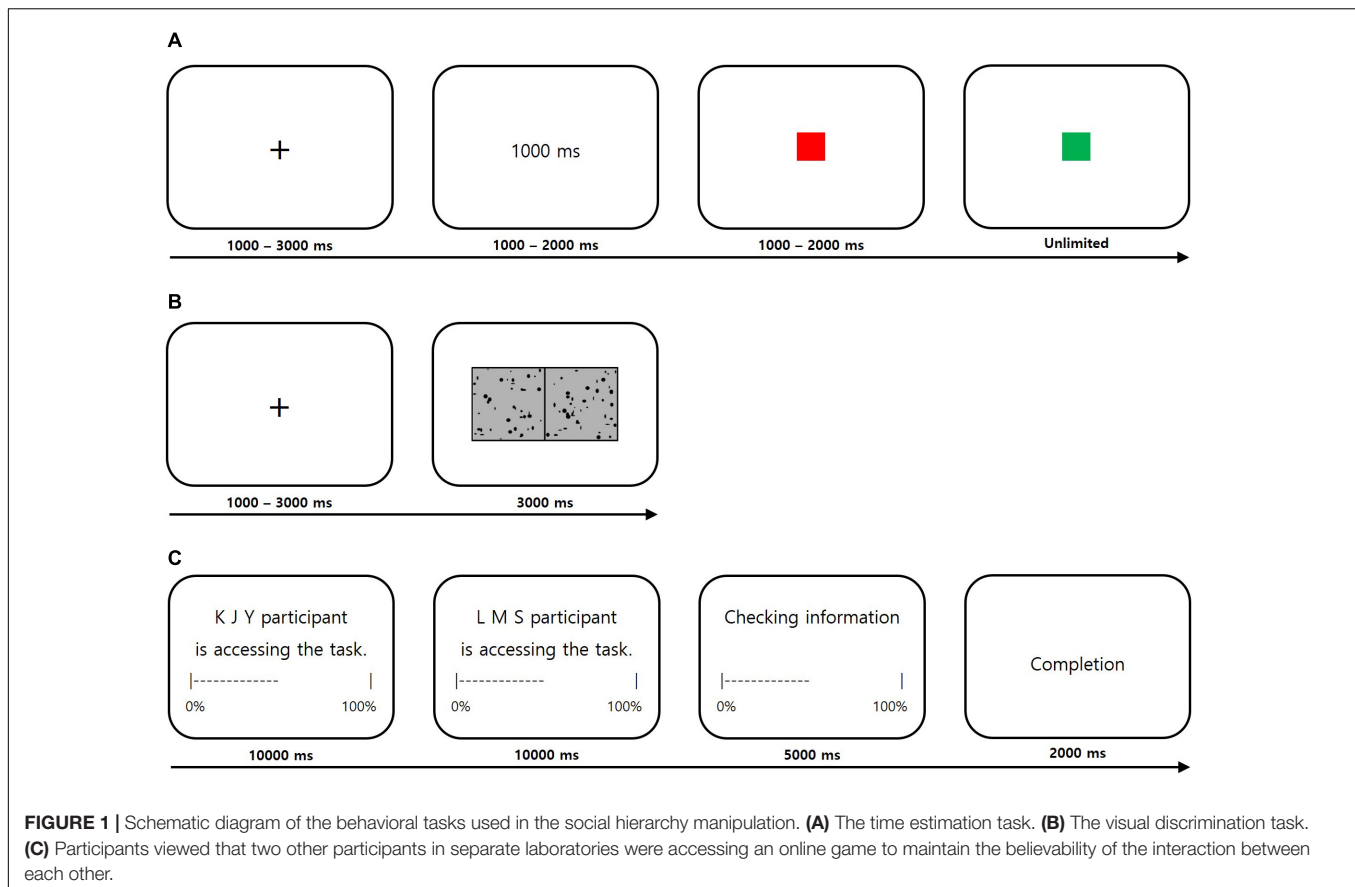 A
+
1000 ms
1000 – 3000 ms
1000 – 2000 ms
1000 – 2000 ms
Unlimited
B
+
1000 – 3000 ms
3000 ms
C
K J Y participant
is accessing the task.
|-------------
|
0%
100%
10000 ms
L M S participant
is accessing the task.
|-------------
|
0%
100%
10000 ms
Checking information
|-------------
|
0%
100%
5000 ms
Completion
2000 ms
FIGURE 1 | Schematic diagram of the behavioral tasks used in the social hierarchy manipulation. (A) The time estimation task. (B) The visual discrimination task.
(C) Participants viewed that two other participants in separate laboratories were accessing an online game to maintain the believability of the interaction between
each other.